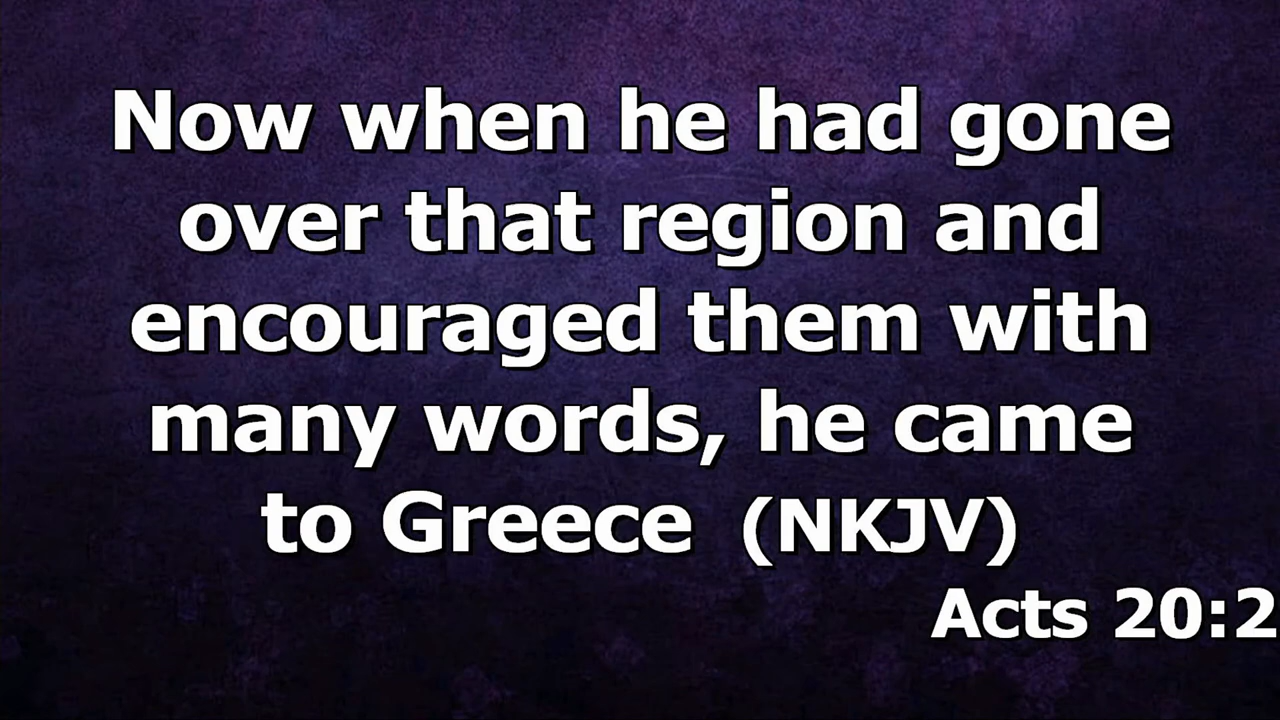 Now when he had gone
over that region and
encouraged them with
many words, he came
to Greece (NKJV)
Acts 20:2